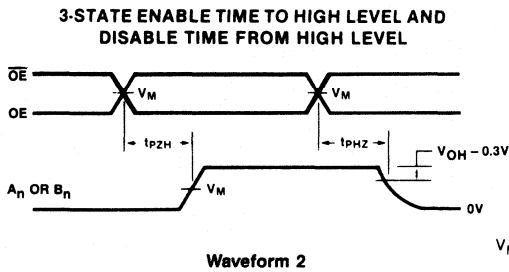 3-STATE ENABLE TIME TO HIGH LEVEL AND
DISABLE TIME FROM HIGH LEVEL
OE
VM
VM
OE
tPZH
tPHZ
VOH – 0.3V
An OR Bn
VM
0V
Waveform 2